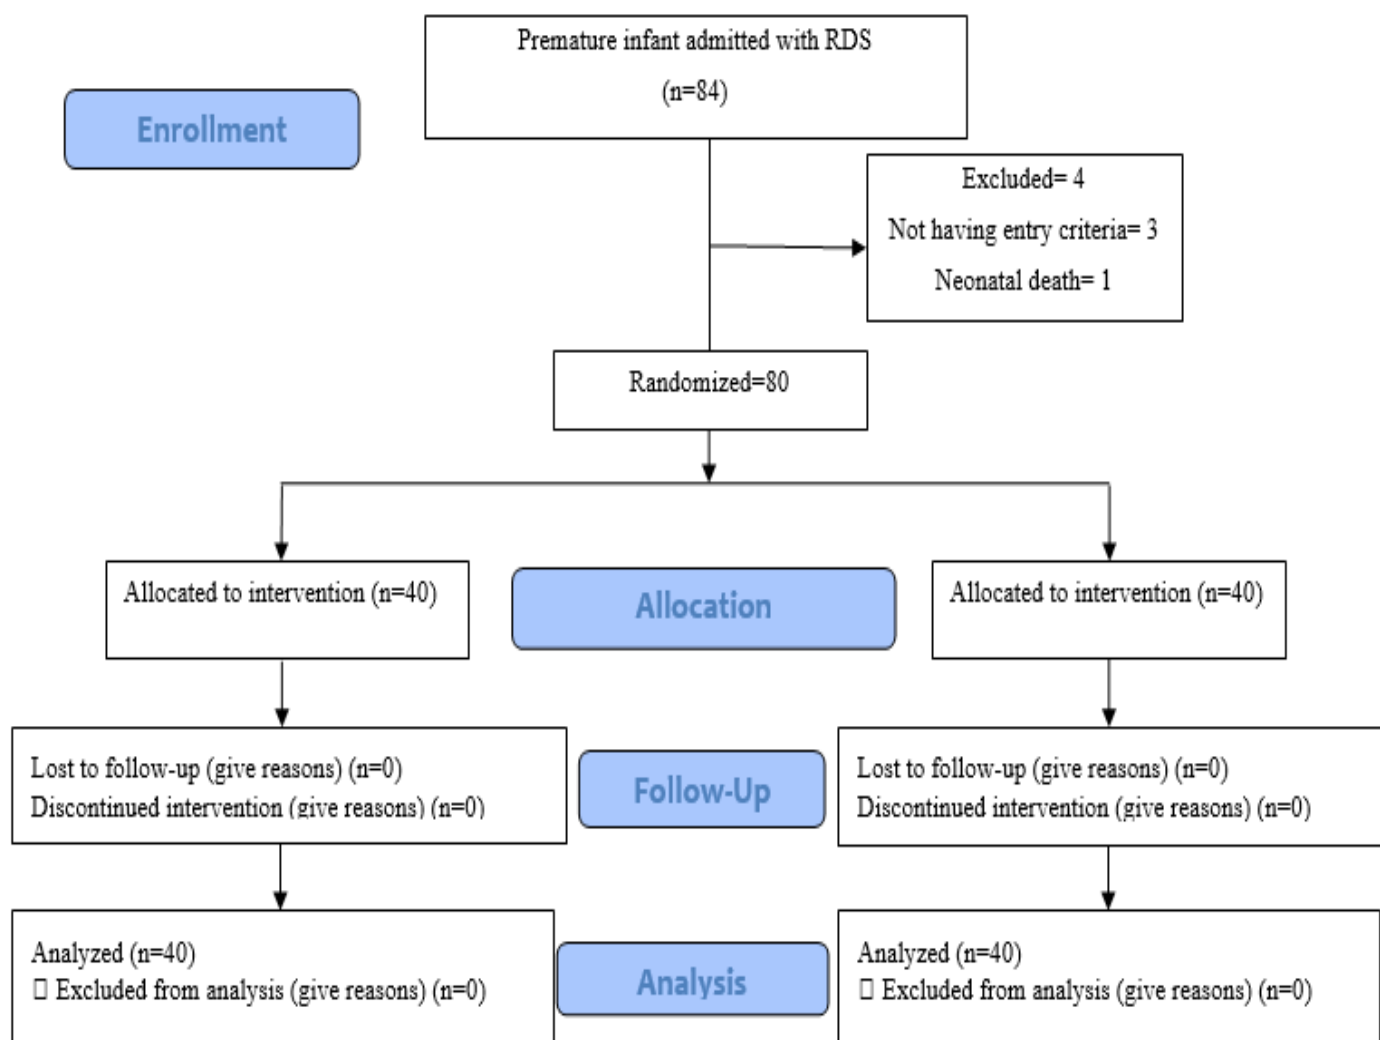 Premature infant admitted with RDS
(n=84)
Enrollment
Excluded= 4
Not having entry criteria= 3
Neonatal death= 1
Randomized=80
Allocated to intervention (n=40)
Allocation
Allocated to intervention (n=40)
Lost to follow-up (give reasons) (n=0)
Discontinued intervention (give reasons) (n=0)
Follow-Up
Lost to follow-up (give reasons) (n=0)
Discontinued intervention (give reasons) (n=0)
Analyzed (n=40)
▯ Excluded from analysis (give reasons) (n=0)
Analysis
Analyzed (n=40)
▯ Excluded from analysis (give reasons) (n=0)